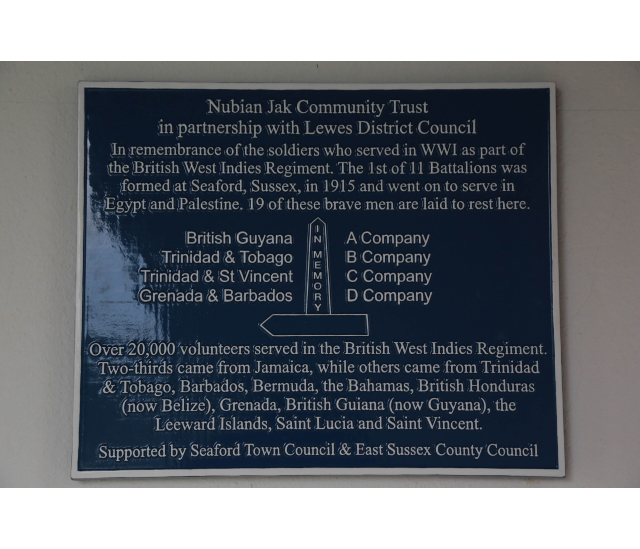 Nubian Jak Community Trust
in partnership with Lewes District Council
In remembrance of the soldiers who served in WWI as part of
the British West Indies Regiment. The 1st of 11 Battalions was
formed at Seaford, Sussex, in 1915 and went on to serve in
Egypt and Palestine. 19 of these brave men are laid to rest here.
British Guyana A Company
Trinidad & Tobago B Company
Trinidad & St Vincent C Company
Grenada & Barbados D Company
IN MEMORY
Over 20,000 volunteers served in the British West Indies Regiment.
Two-thirds came from Jamaica, while others came from Trinidad
& Tobago, Barbados, Bermuda, the Bahamas, British Honduras
(now Belize), Grenada, British Guiana (now Guyana), the
Leeward Islands, Saint Lucia and Saint Vincent.
Supported by Seaford Town Council & East Sussex County Council